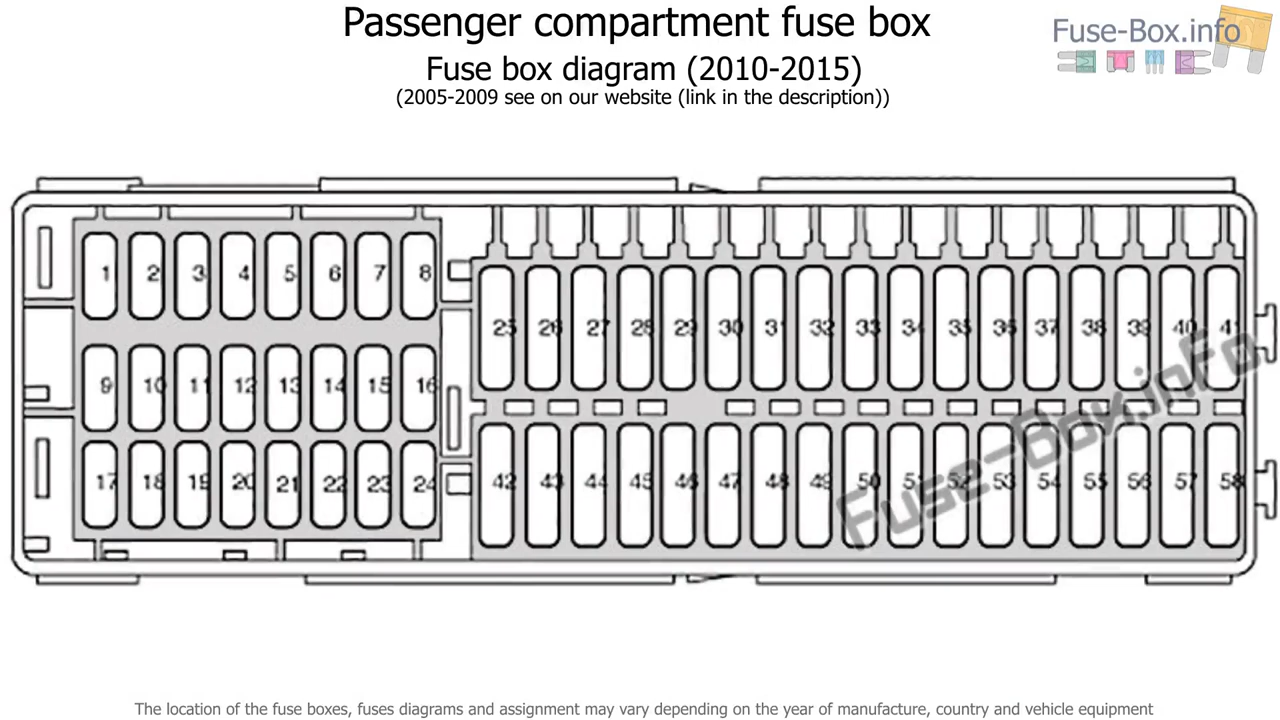 Passenger compartment fuse box
Fuse-Box.info
Fuse box diagram (2010-2015)
(2005-2009 see on our website (link in the description))
1 2 3 4 5 6 7 8
25 26 27 28 29 30 31 32 33 34 35 36 37 38 39 40 41
9 10 11 12 13 14 15 16
17 18 19 20 21 22 23 24
42 43 44 45 46 47 48 49 50 51 52 53 54 55 56 57 58
Fuse-Box.info
The location of the fuse boxes, fuses diagrams and assignment may vary depending on the year of manufacture, country and vehicle equipment